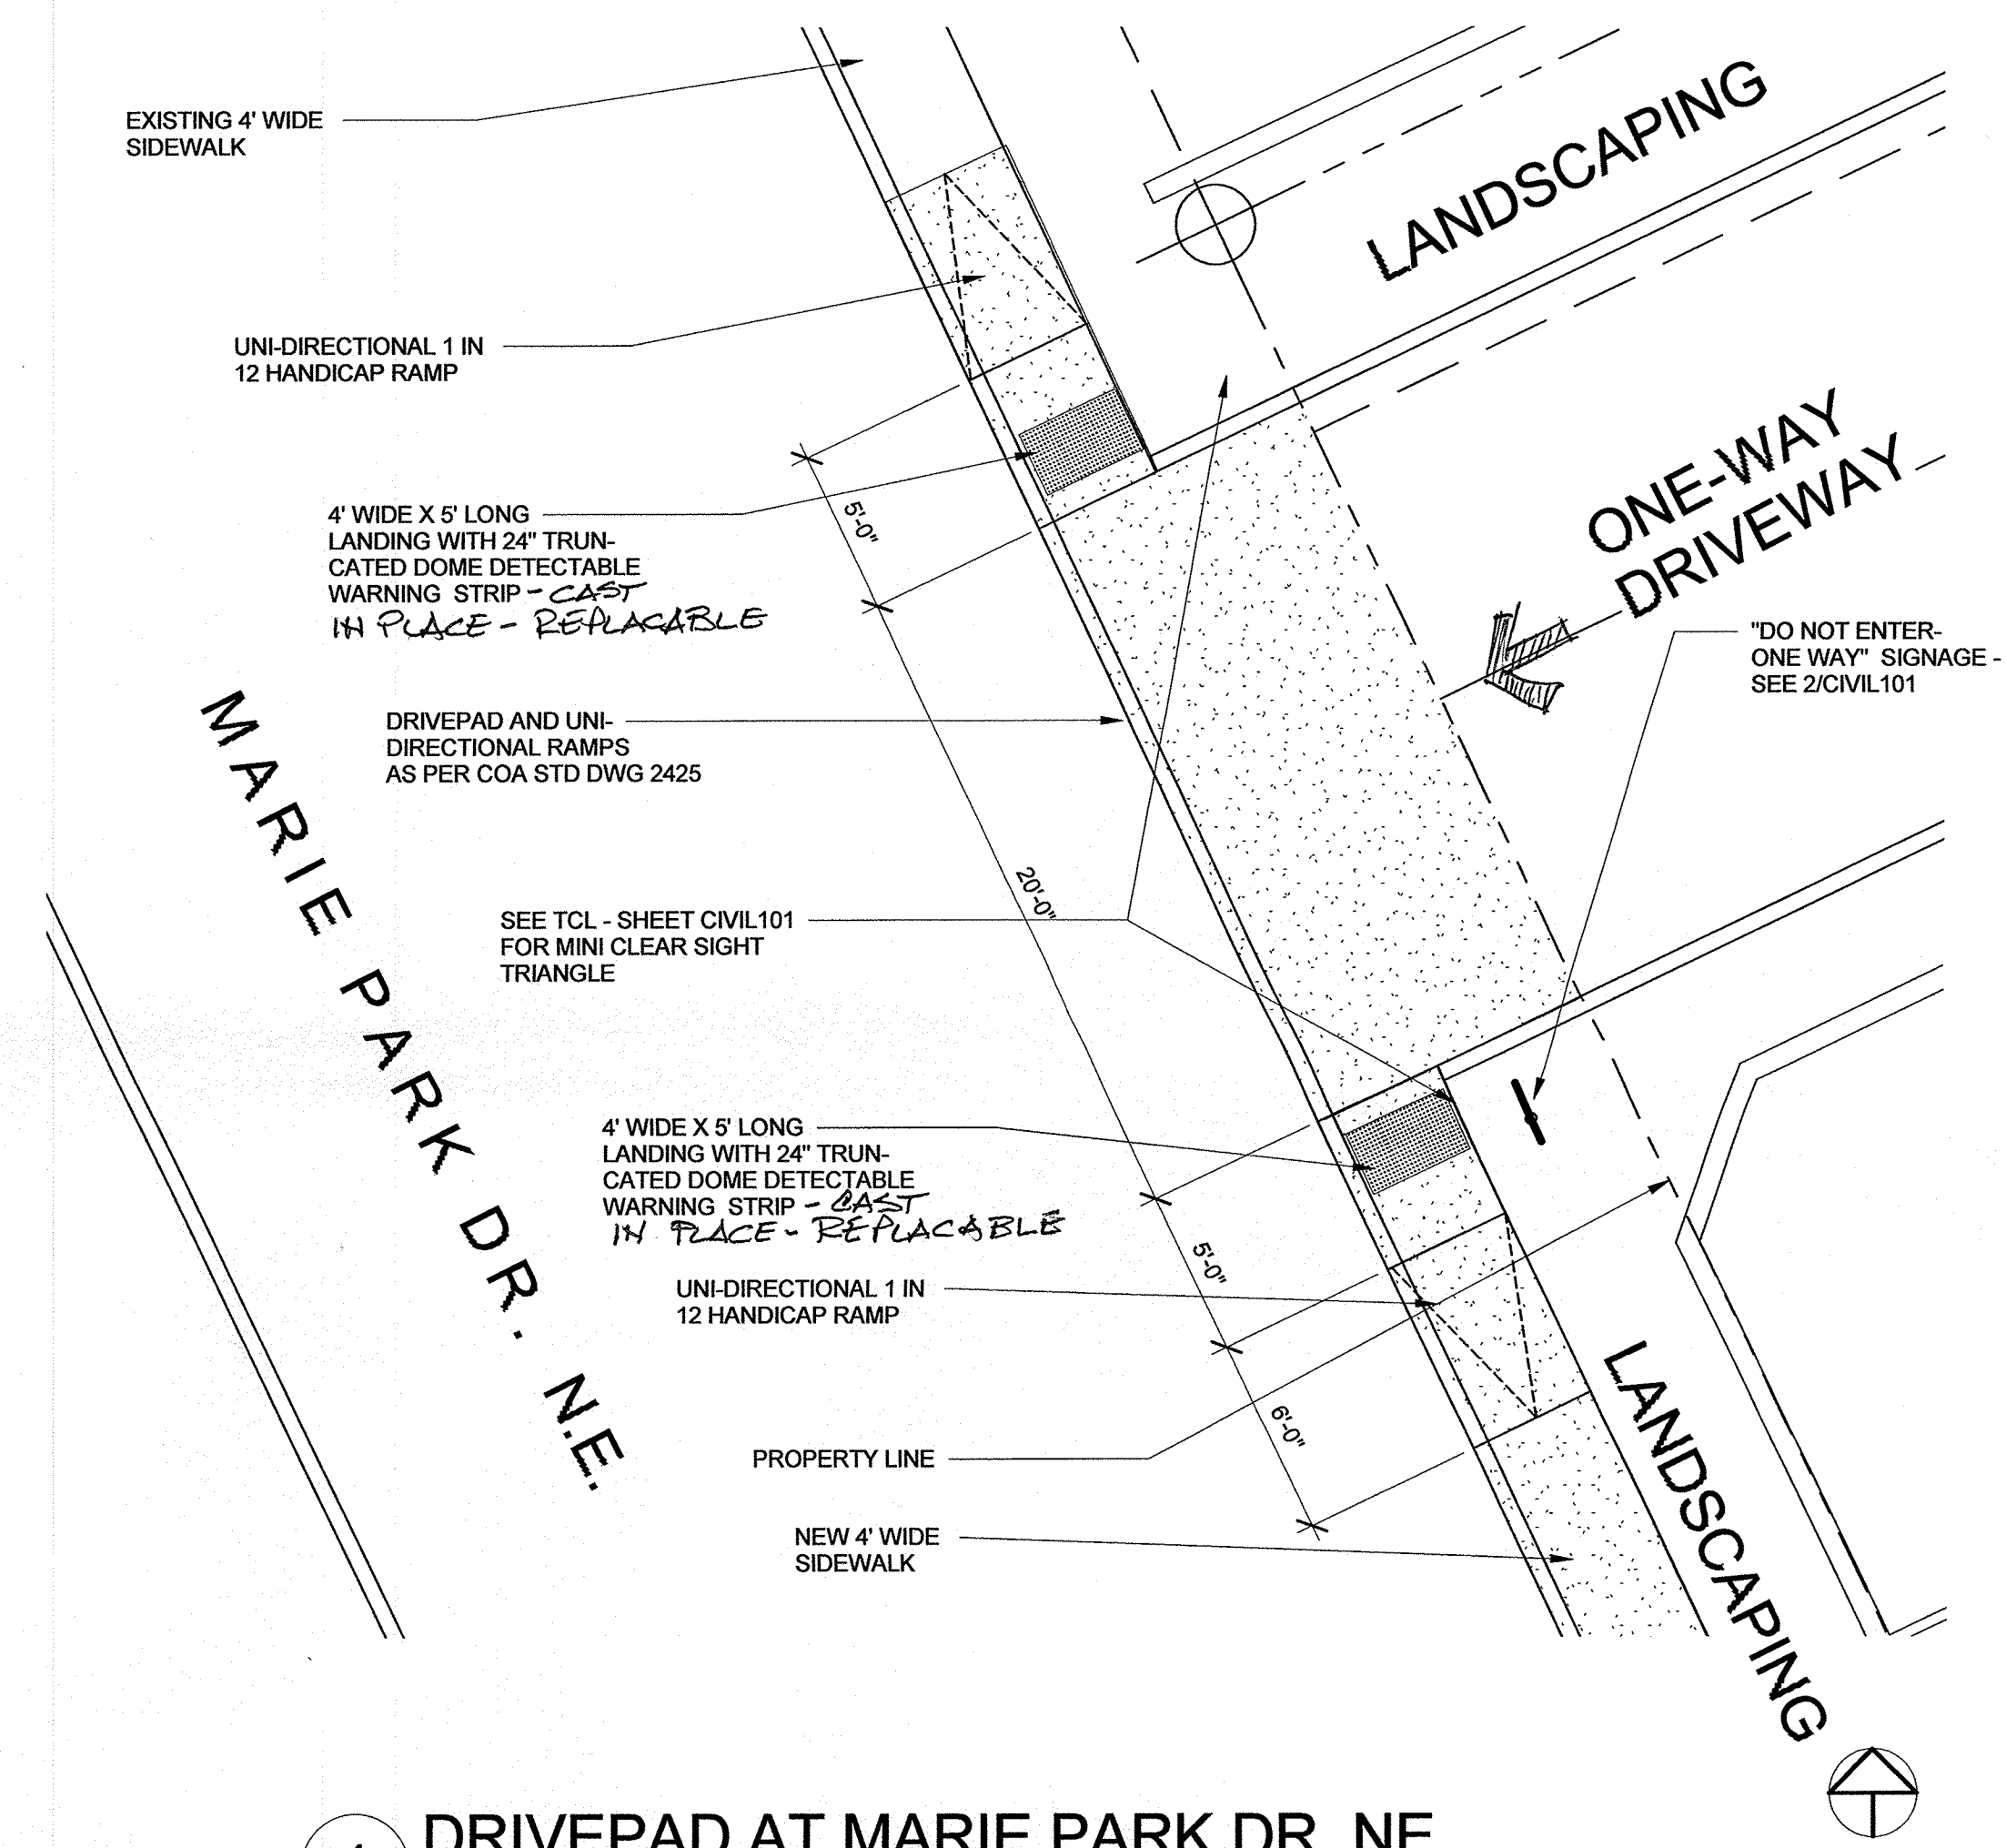 EXISTING 4' WIDE
SIDEWALK
LANDSCAPING
UNI-DIRECTIONAL 1 IN
12 HANDICAP RAMP
4' WIDE X 5' LONG
LANDING WITH 24" TRUN-
CATED DOME DETECTABLE
WARNING STRIP - CAST
IN PLACE - REPLACABLE
5'-0"
ONE-WAY
DRIVEWAY
"DO NOT ENTER-
ONE WAY" SIGNAGE -
SEE 2/CIVIL101
DRIVEPAD AND UNI-
DIRECTIONAL RAMPS
AS PER COA STD DWG 2425
MARIE PARK DR. N.E.
20'-0"
SEE TCL - SHEET CIVIL101
FOR MINI CLEAR SIGHT
TRIANGLE
4' WIDE X 5' LONG
LANDING WITH 24" TRUN-
CATED DOME DETECTABLE
WARNING STRIP - CAST
IN PLACE - REPLACABLE
5'-0"
UNI-DIRECTIONAL 1 IN
12 HANDICAP RAMP
6'-0"
PROPERTY LINE
LANDSCAPING
NEW 4' WIDE
SIDEWALK
DRIVEPAD AT MARIE PARK DR. NE